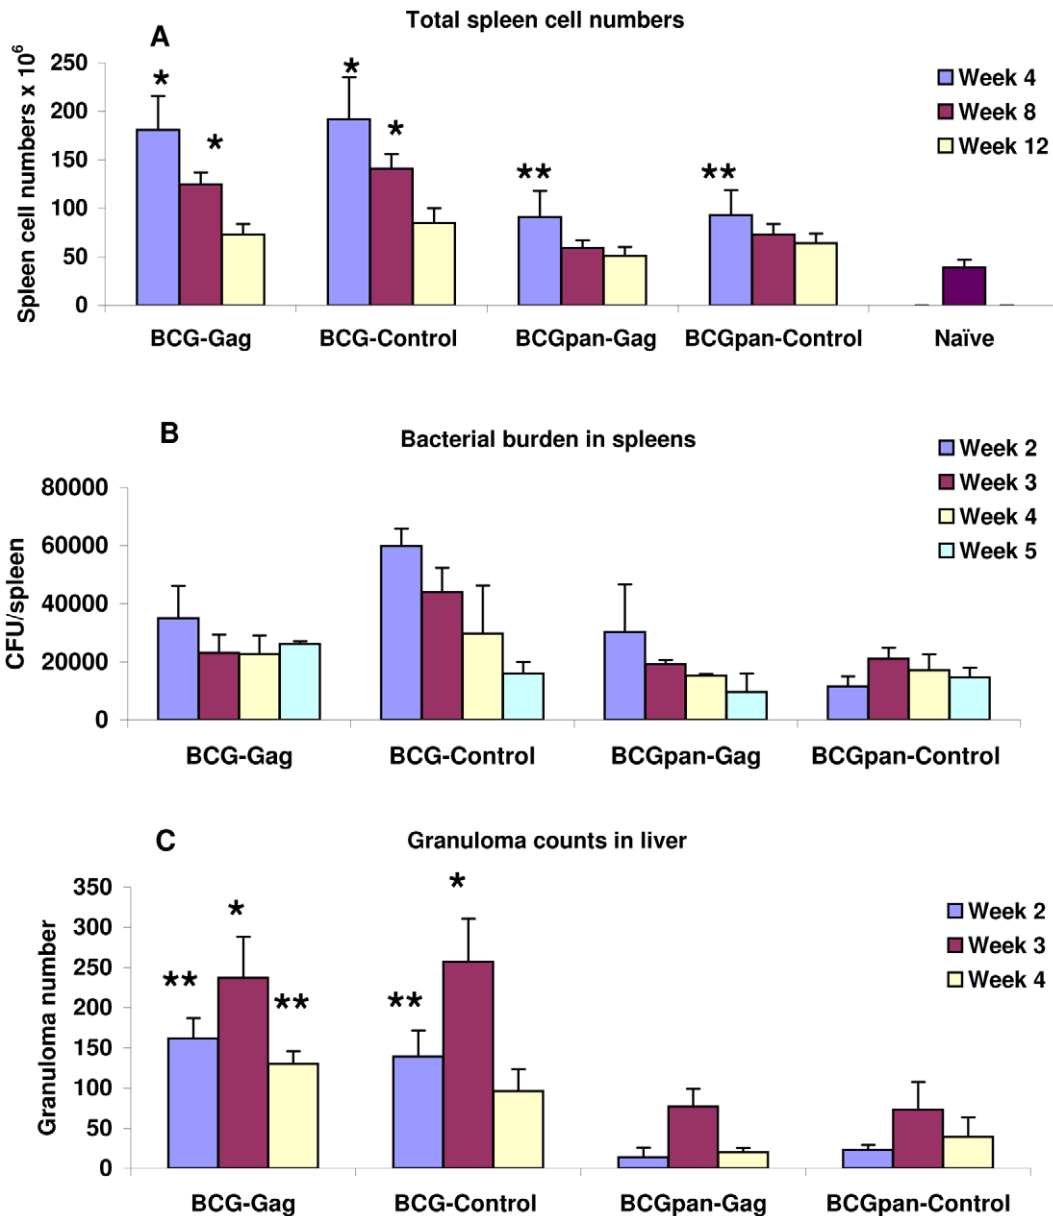 Total spleen cell numbers
A
Spleen cell numbers x 10⁶
250
200
150
100
50
0
*
*
*
*
**
**
Week 4
Week 8
Week 12
BCG-Gag
BCG-Control
BCGpan-Gag
BCGpan-Control
Naïve
B
Bacterial burden in spleens
CFU/spleen
80000
60000
40000
20000
0
Week 2
Week 3
Week 4
Week 5
BCG-Gag
BCG-Control
BCGpan-Gag
BCGpan-Control
C
Granuloma counts in liver
Granuloma number
350
300
250
200
150
100
50
0
**
*
**
**
*
Week 2
Week 3
Week 4
BCG-Gag
BCG-Control
BCGpan-Gag
BCGpan-Control